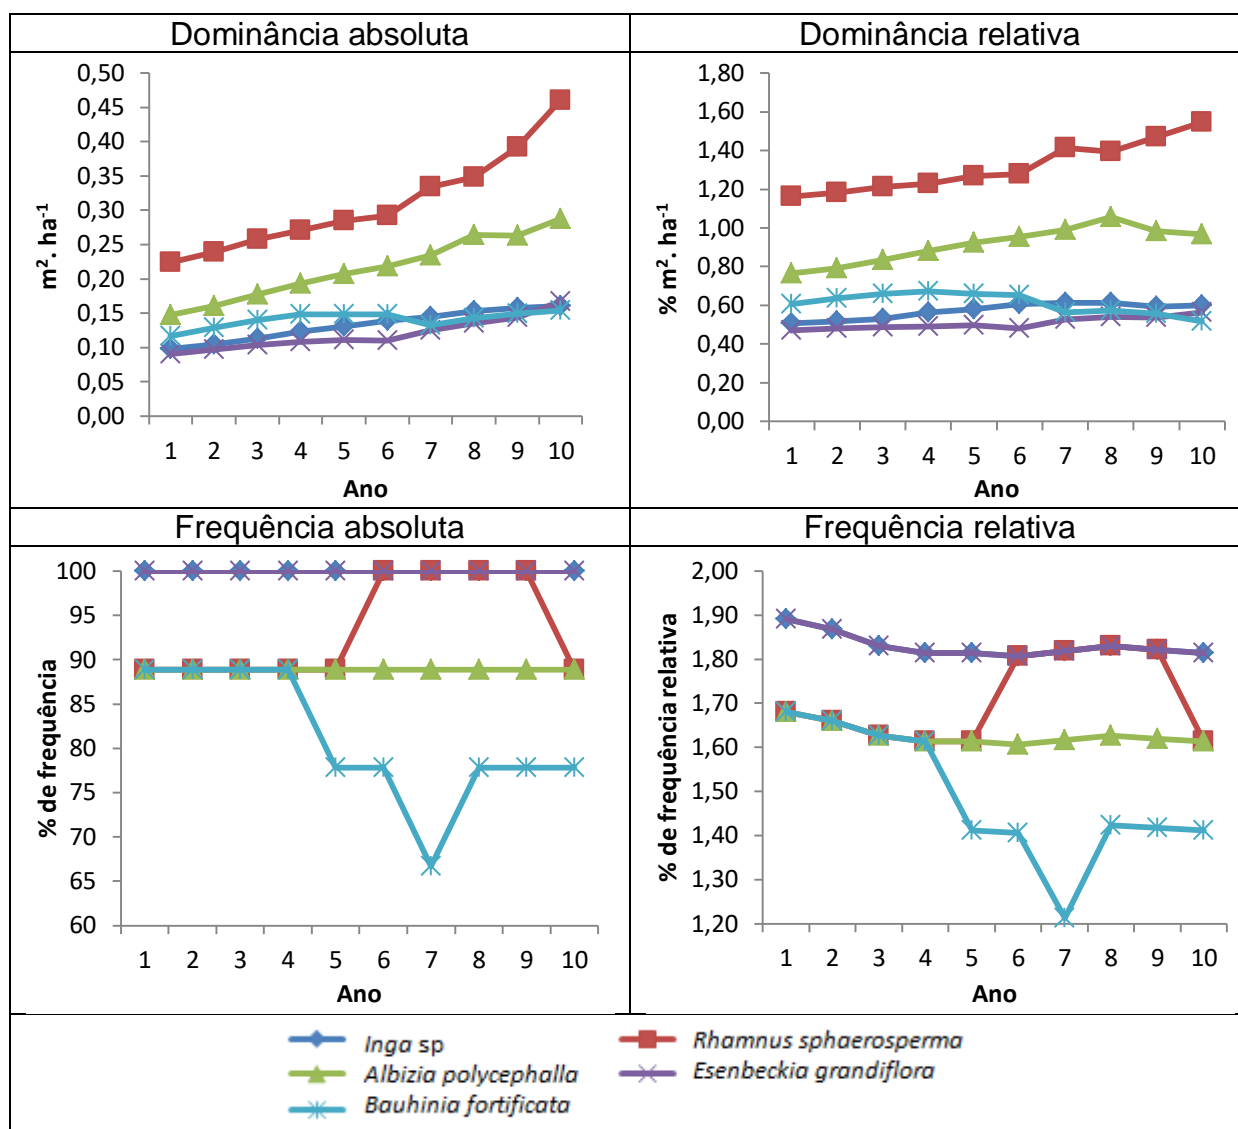 Dominância absoluta
Dominância relativa
0,50
0,45
0,40
0,35
0,30
0,25
0,20
0,15
0,10
0,05
0,00
m². ha⁻¹
1 2 3 4 5 6 7 8 9 10
Ano
1,80
1,60
1,40
1,20
1,00
0,80
0,60
0,40
0,20
0,00
% m². ha⁻¹
1 2 3 4 5 6 7 8 9 10
Ano
Frequência absoluta
Frequência relativa
100
95
90
85
80
75
70
65
60
% de frequência
1 2 3 4 5 6 7 8 9 10
Ano
2,00
1,90
1,80
1,70
1,60
1,50
1,40
1,30
1,20
% de frequência relativa
1 2 3 4 5 6 7 8 9 10
Ano
Inga sp
Rhamnus sphaerosperma
Albizia polycephalla
Esenbeckia grandiflora
Bauhinia fortificata